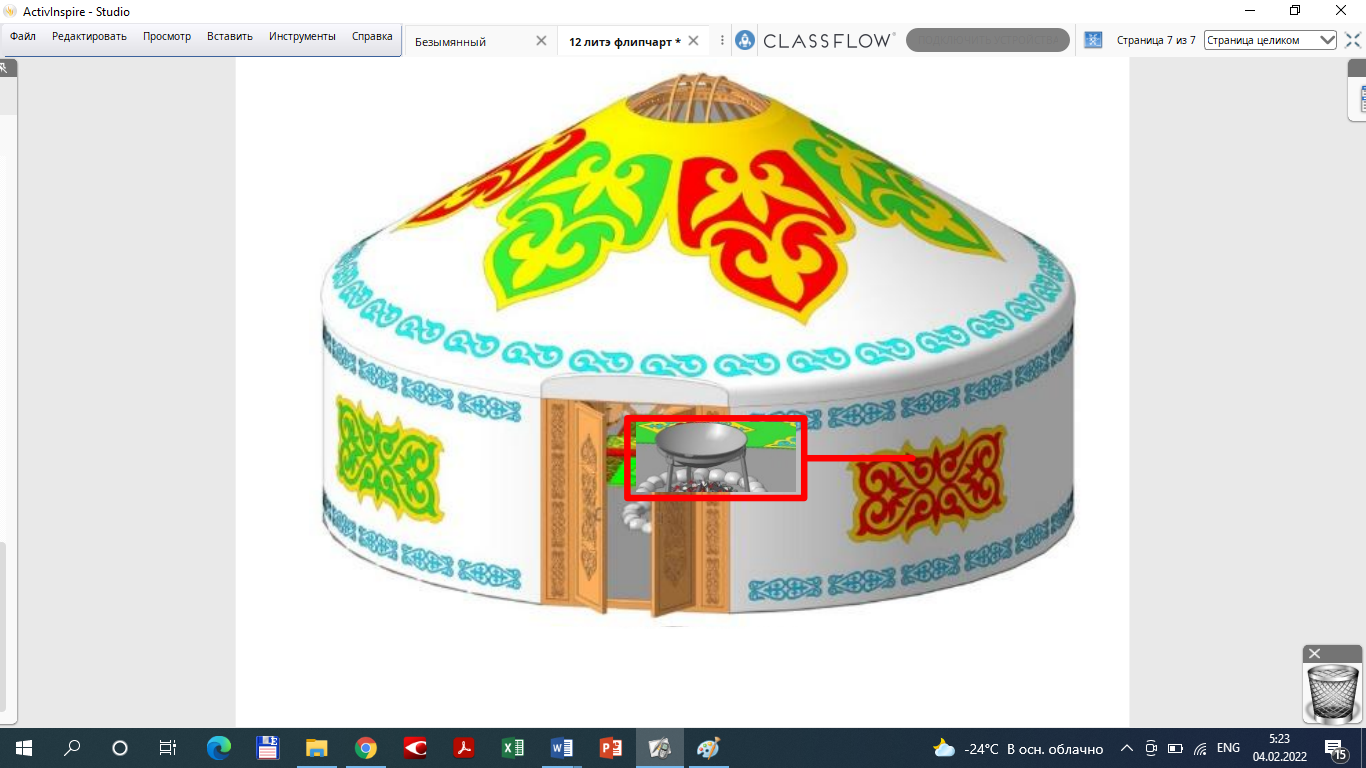 ActivInspire - Studio
Файл Редактировать Просмотр Вставить Инструменты Справка
Безымянный
12 литэ флипчарт *
CLASSFLOW
Страница 7 из 7
Страница целиком
-24°C В осн. облачно
ENG
5:23
04.02.2022
15